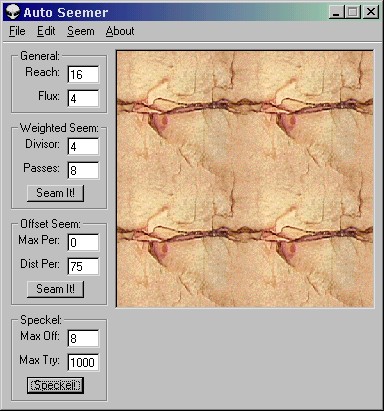 Auto Seemer
File Edit Seem About
General:
Reach: 16
Flux: 4
Weighted Seem:
Divisor: 4
Passes: 8
Seam It!
Offset Seem:
Max Per: 0
Dist Per: 75
Seam It!
Speckel:
Max Off: 8
Max Try: 1000
Speckel!